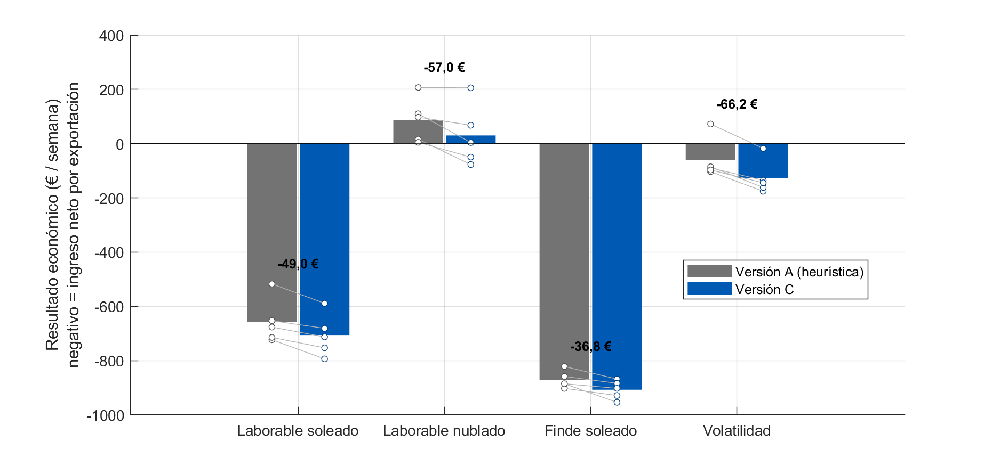 Resultado económico (€ / semana)
negativo = ingreso neto por exportación
400
200
0
-200
-400
-600
-800
-1000
-49,0 €
-57,0 €
-36,8 €
-66,2 €
Versión A (heurística)
Versión C
Laborable soleado
Laborable nublado
Finde soleado
Volatilidad